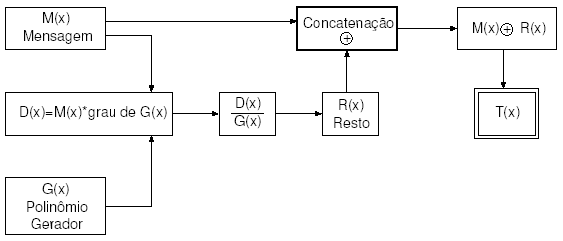 M(x)
Mensagem
Concatenação
⊕
M(x)⊕ R(x)
D(x)=M(x)*grau de G(x)
D(x)
G(x)
R(x)
Resto
T(x)
G(x)
Polinômio
Gerador